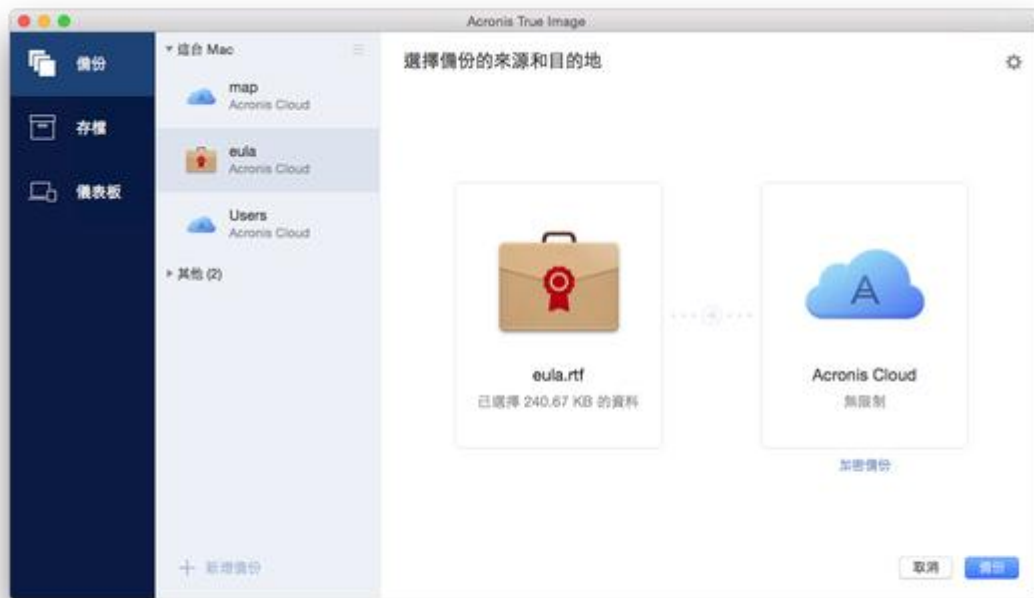 Acronis True Image
備份
存檔
儀表板
這台 Mac
map
Acronis Cloud
eula
Acronis Cloud
Users
Acronis Cloud
其他 (2)
新增備份
選擇備份的來源和目的地
eula.rtf
已選擇 240.67 KB 的資料
Acronis Cloud
無限制
加密備份
取消
備份